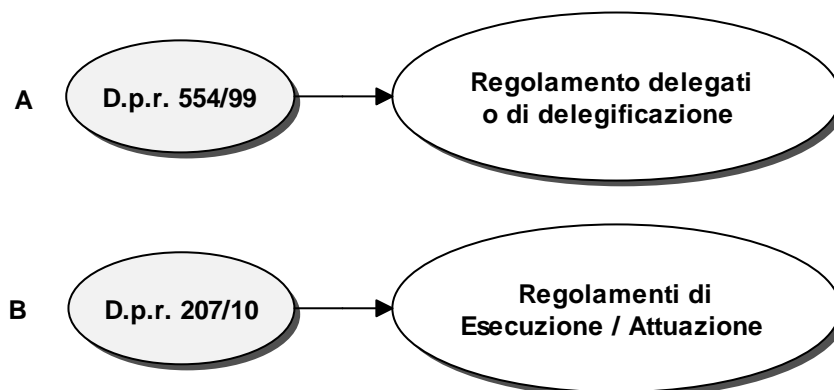 A
D.p.r. 554/99
Regolamento delegati
o di delegificazione
B
D.p.r. 207/10
Regolamenti di
Esecuzione / Attuazione